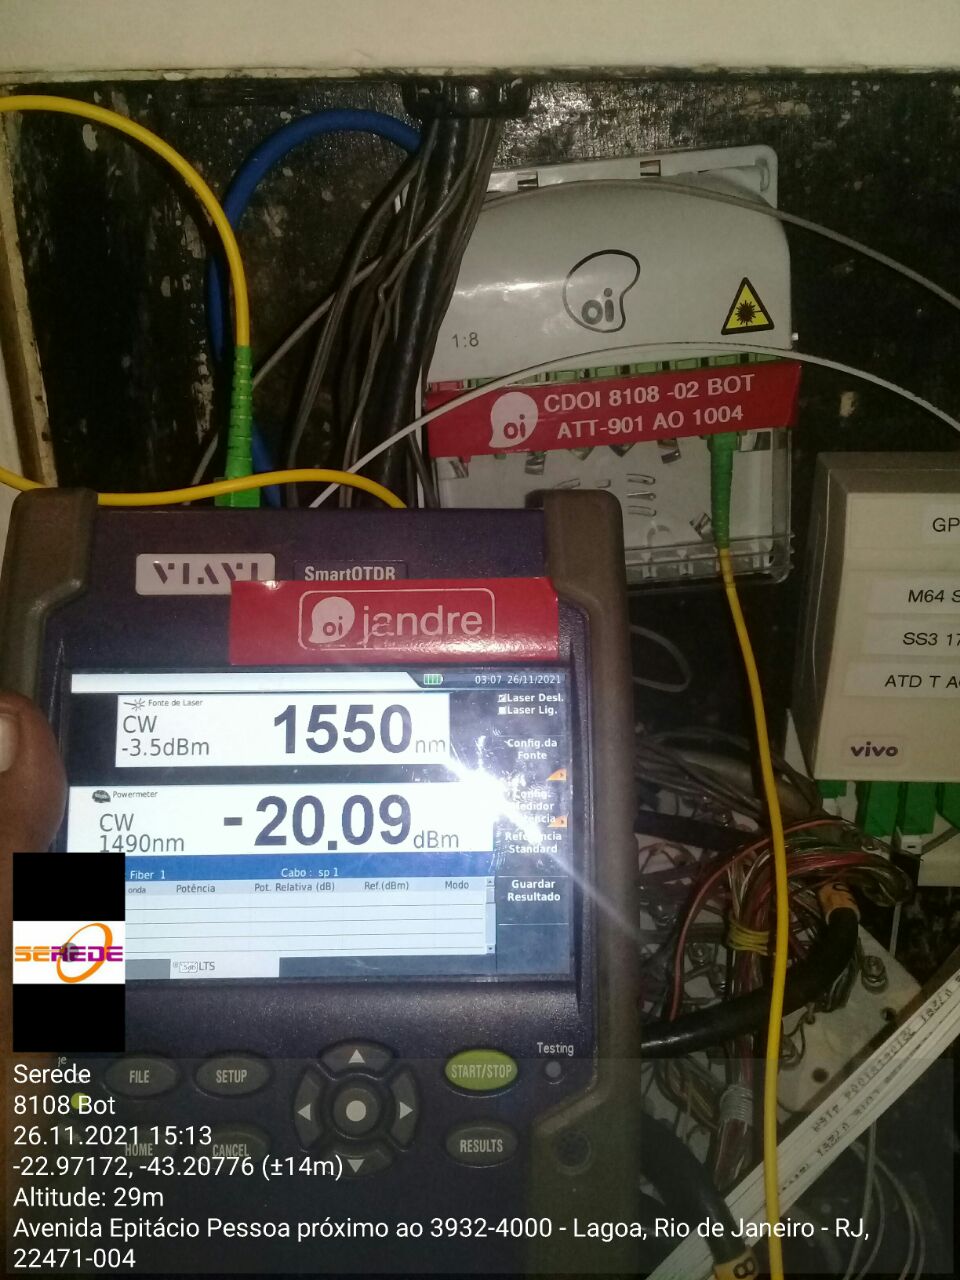 oi
1:8
oi CDOI 8108 -02 BOT
ATT-901 AO 1004
GP
M64 S
SS3 17
ATD T A
vivo
VIAVI SmartOTDR
oi jandre
03:07 26/11/2021
Fonte de Laser
CW
-3.5dBm
1550nm
Laser Desl.
Laser Lig.
Config.da
Fonte
Powermeter
CW
1490nm
-20.09dBm
Config.
Medidor
Referência
Standard
Fiber 1 Cabo : sp 1
onda Potência Pot. Relativa (dB) Ref.(dBm) Modo
Guardar
Resultado
LTS
SEREDE
Testing
FILE SETUP START/STOP
HOME CANCEL RESULTS
Serede
8108 Bot
26.11.2021 15:13
-22.97172, -43.20776 (±14m)
Altitude: 29m
Avenida Epitácio Pessoa próximo ao 3932-4000 - Lagoa, Rio de Janeiro - RJ,
22471-004